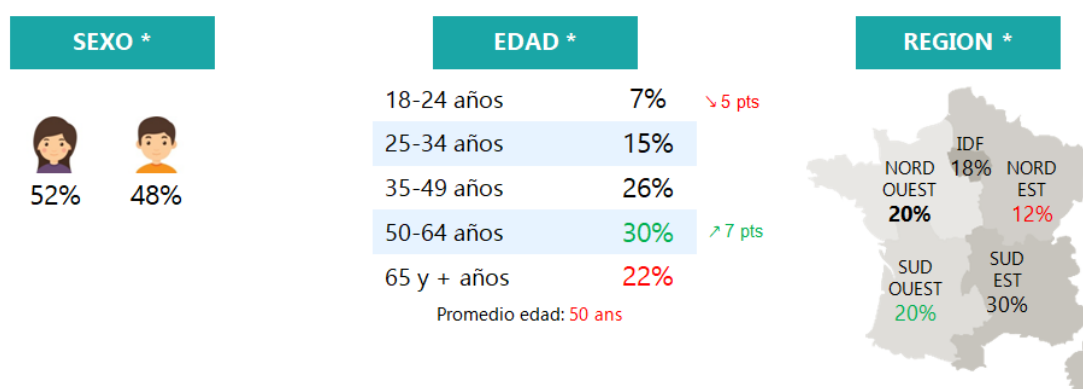 SEXO *
52% 48%
EDAD *
18-24 años 7% ↘ 5 pts
25-34 años 15%
35-49 años 26%
50-64 años 30% ↗ 7 pts
65 y + años 22%
Promedio edad: 50 ans
REGION *
IDF
18%
NORD
OUEST
20%
NORD
EST
12%
SUD
OUEST
20%
SUD
EST
30%